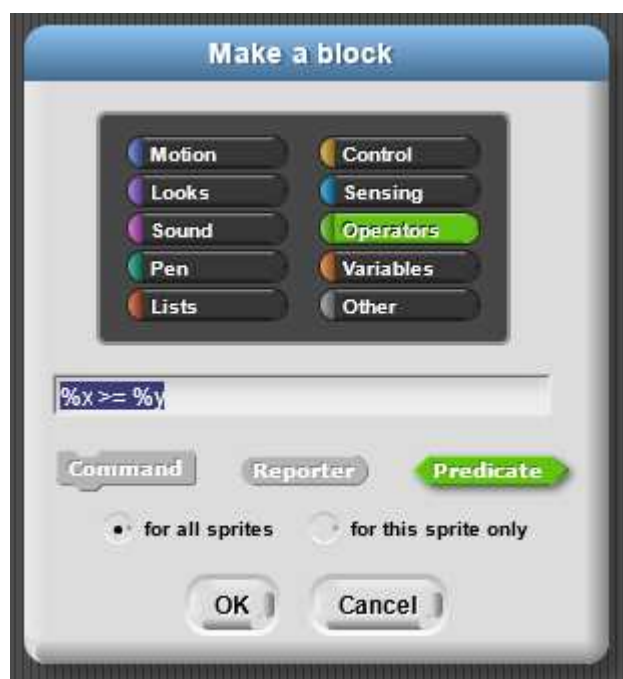 Make a block
Motion
Control
Looks
Sensing
Sound
Operators
Pen
Variables
Lists
Other
%x >= %y
Command
Reporter
Predicate
for all sprites
for this sprite only
OK
Cancel